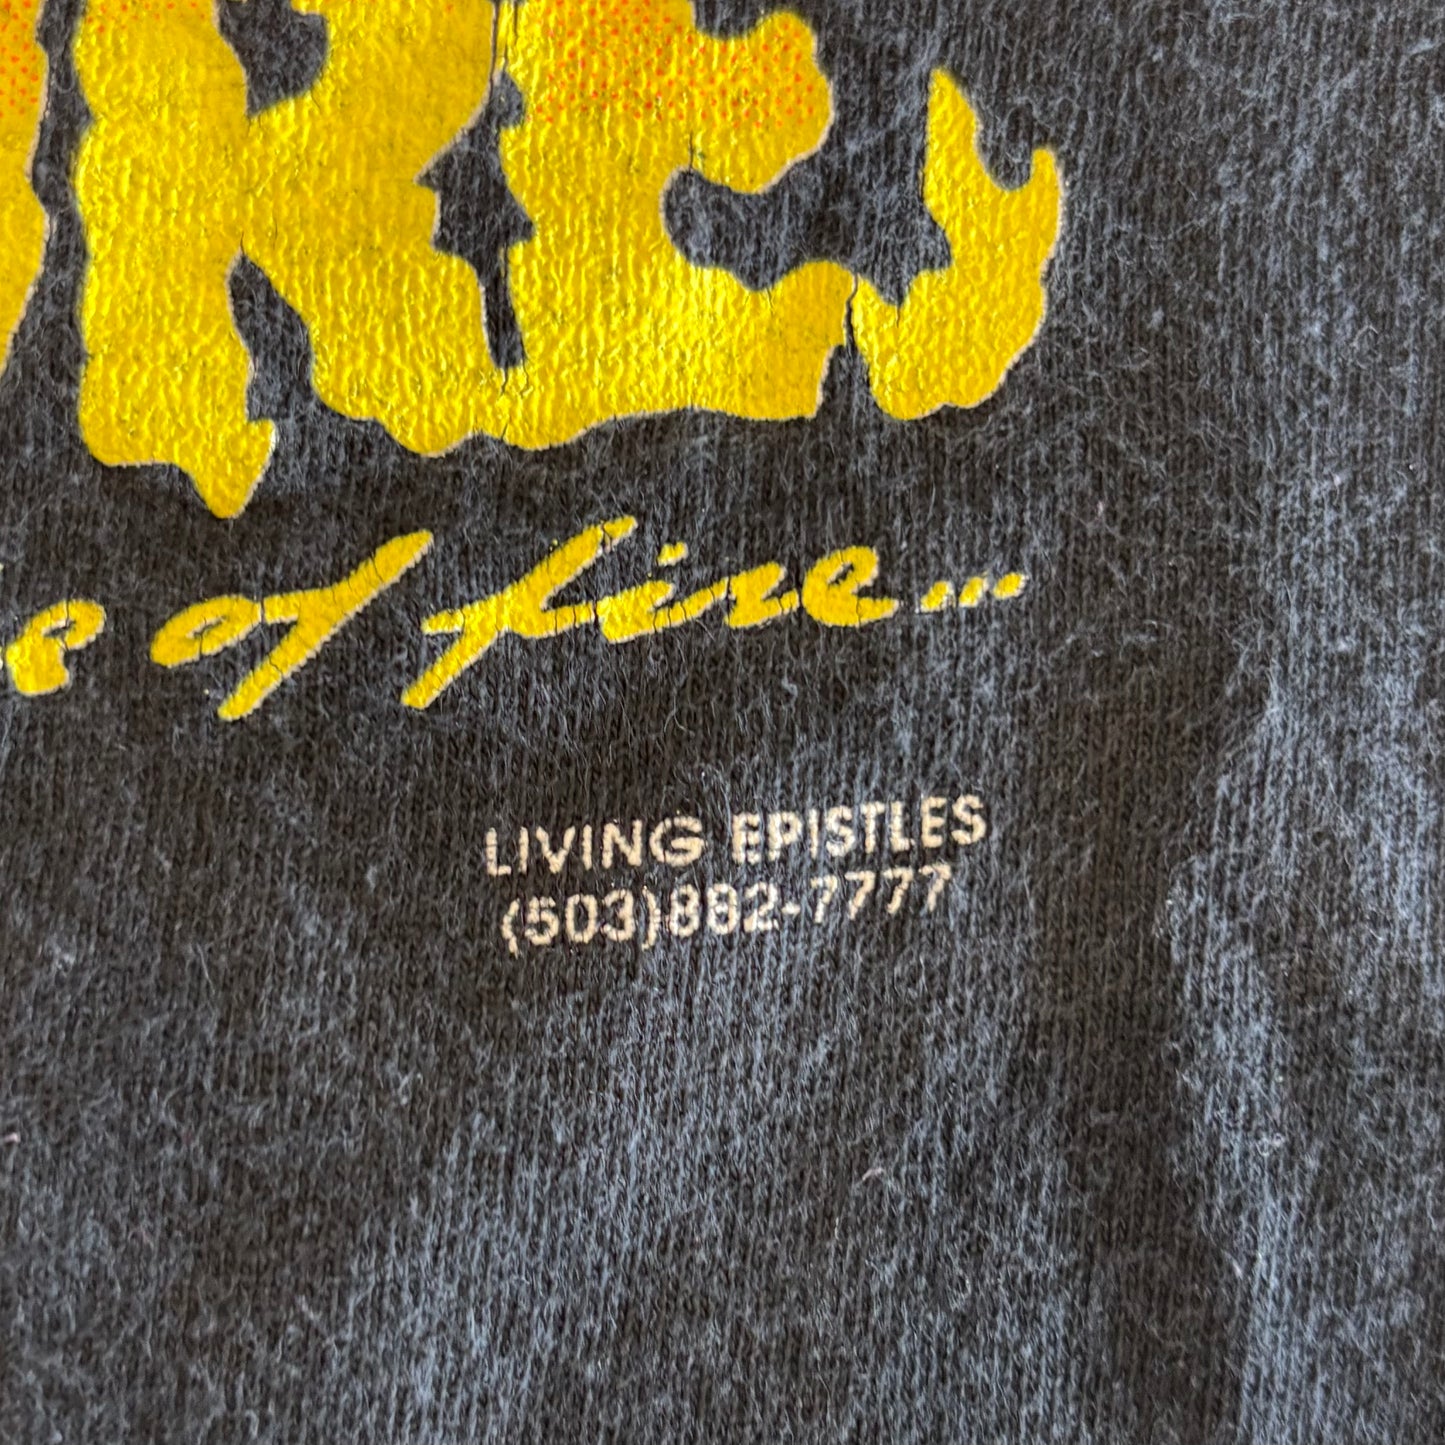 of fire...
LIVING EPISTLES
(503)882-7777